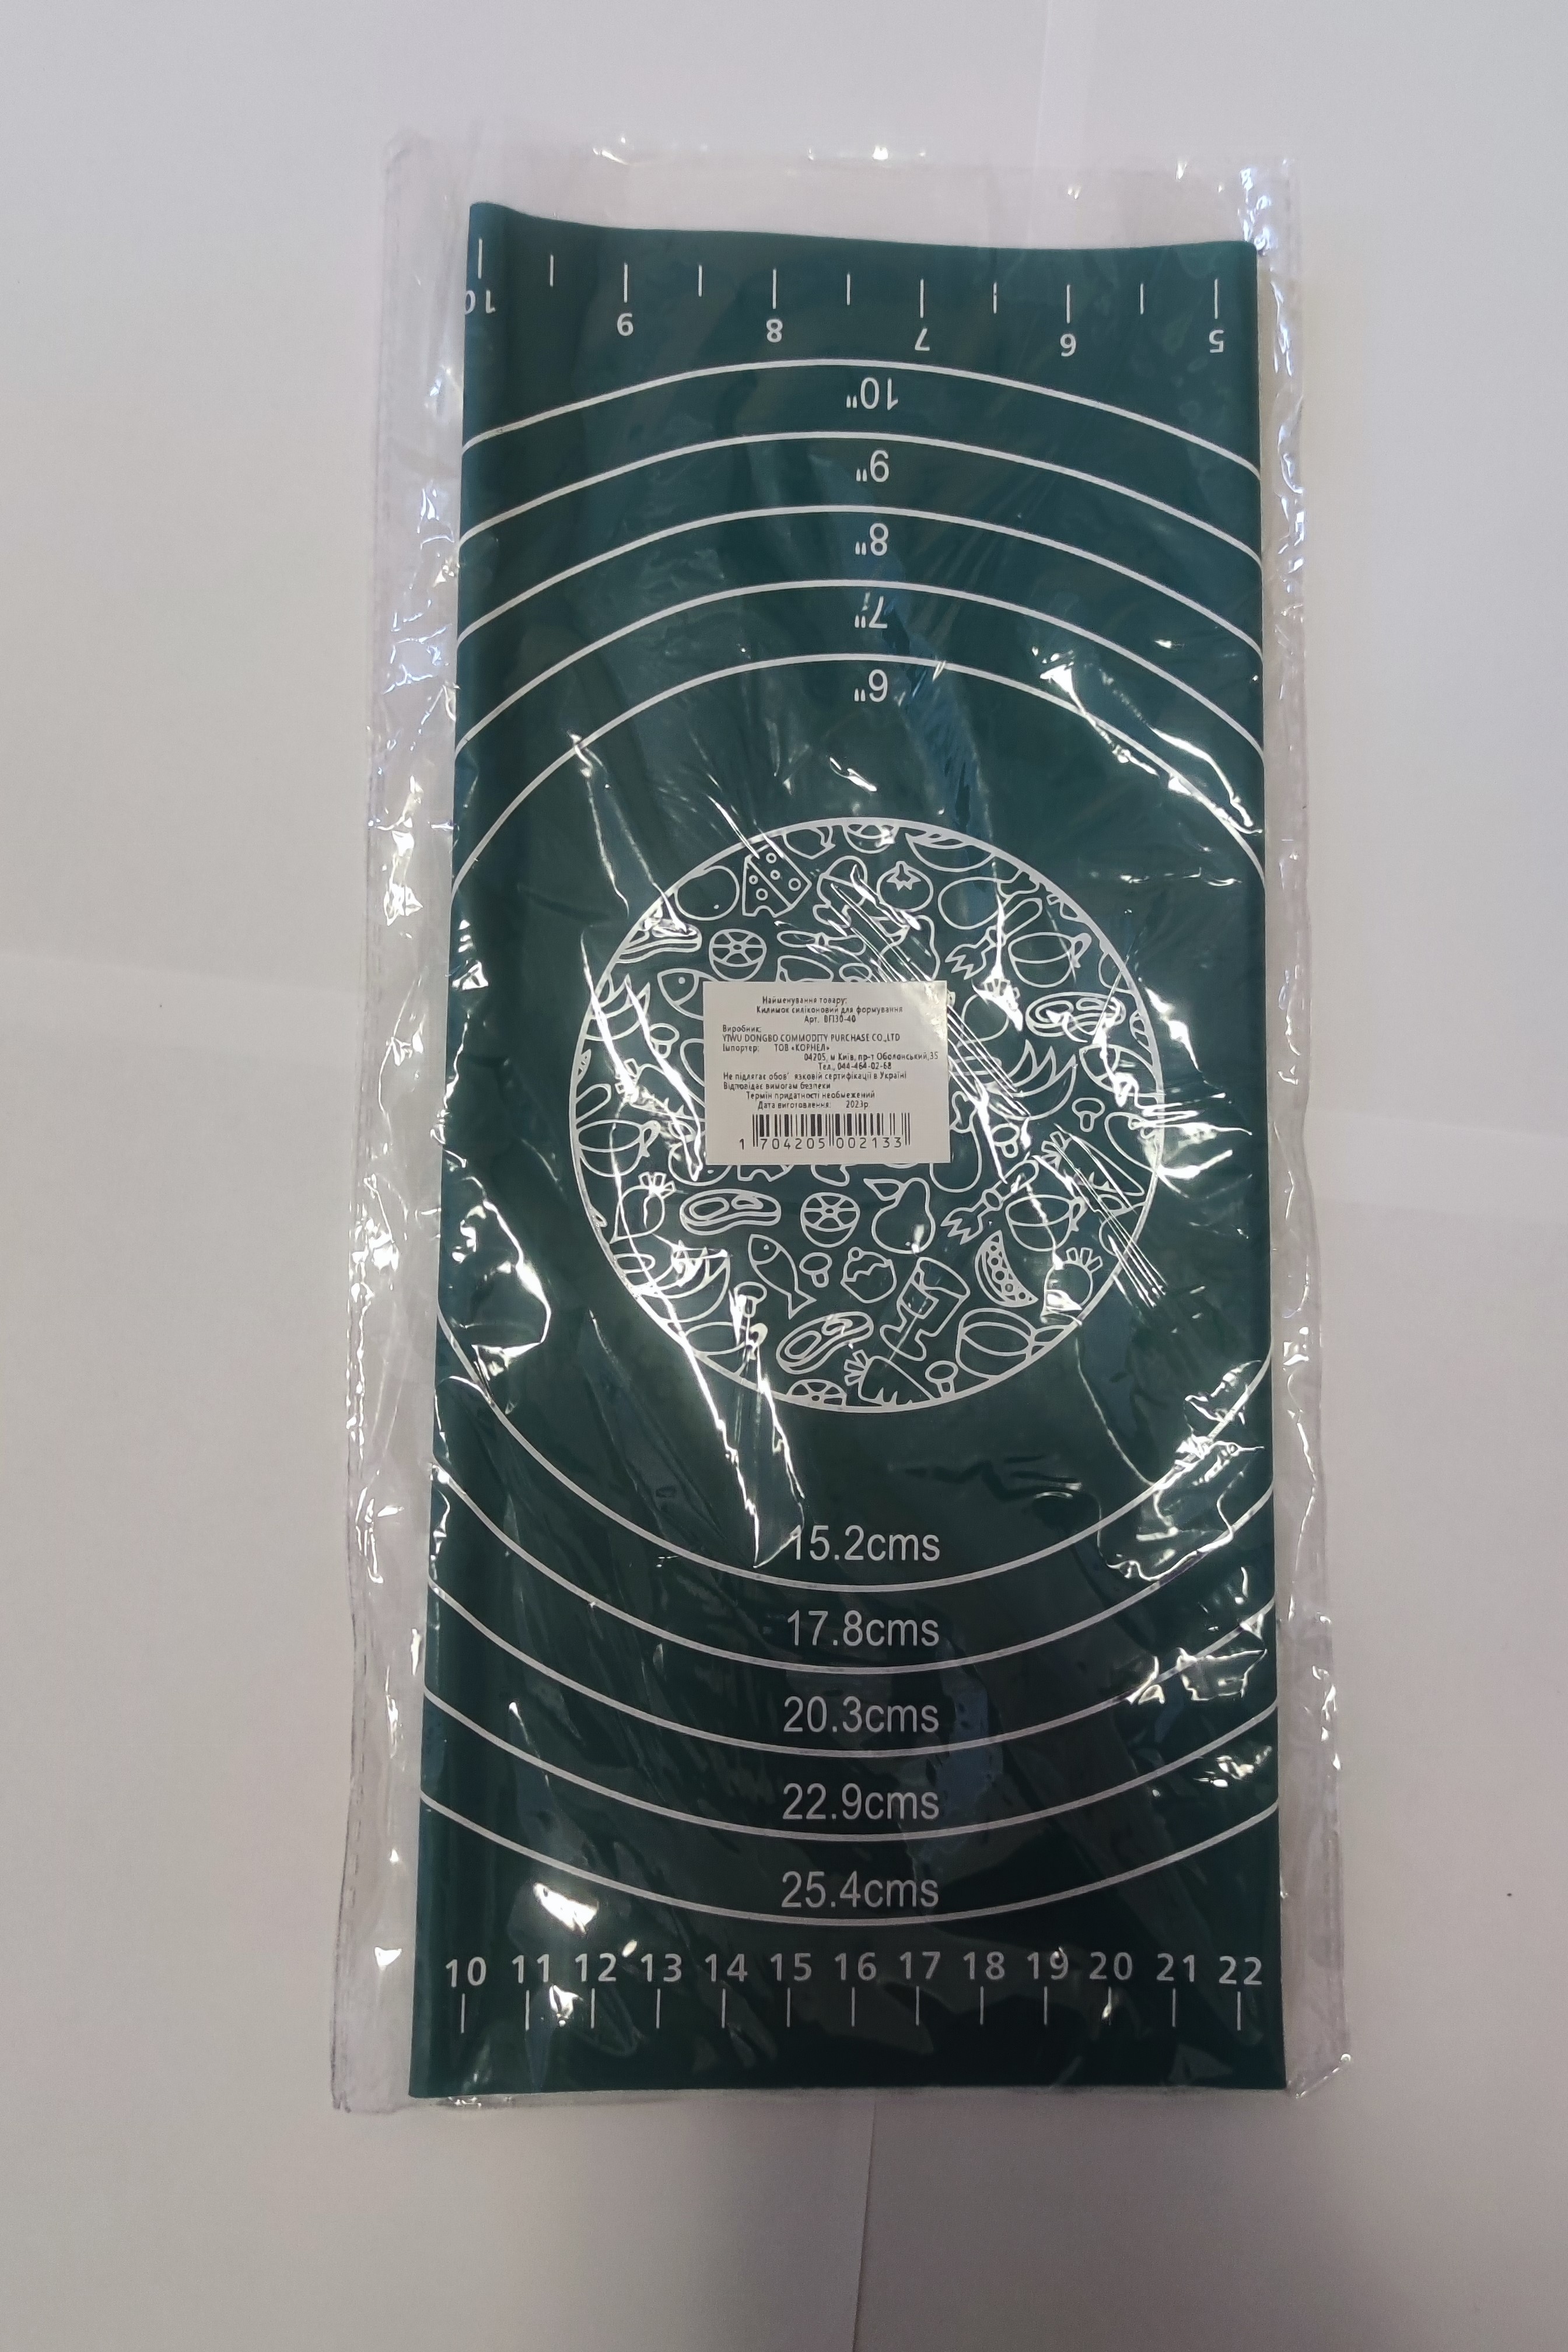 10 9 8 7 6 5
10"
9"
8"
7"
6"
Найменування товару:
Килимок силіконовий для формування
Арт. BFJ30-40
Виробник:
YIWU DONGBO COMMODITY PURCHASE CO.,LTD
Імпортер: ТОВ «КОРНЕЛ»
04205, м Київ, пр-т Оболонський,35
Тел., 044-464-02-68
Не підлягає обов' язковій сертифікації в Україні
Відповідає вимогам безпеки
Термін придатності необмежений
Дата виготовлення: 2023р
1 704205 002133
15.2cms
17.8cms
20.3cms
22.9cms
25.4cms
10 11 12 13 14 15 16 17 18 19 20 21 22